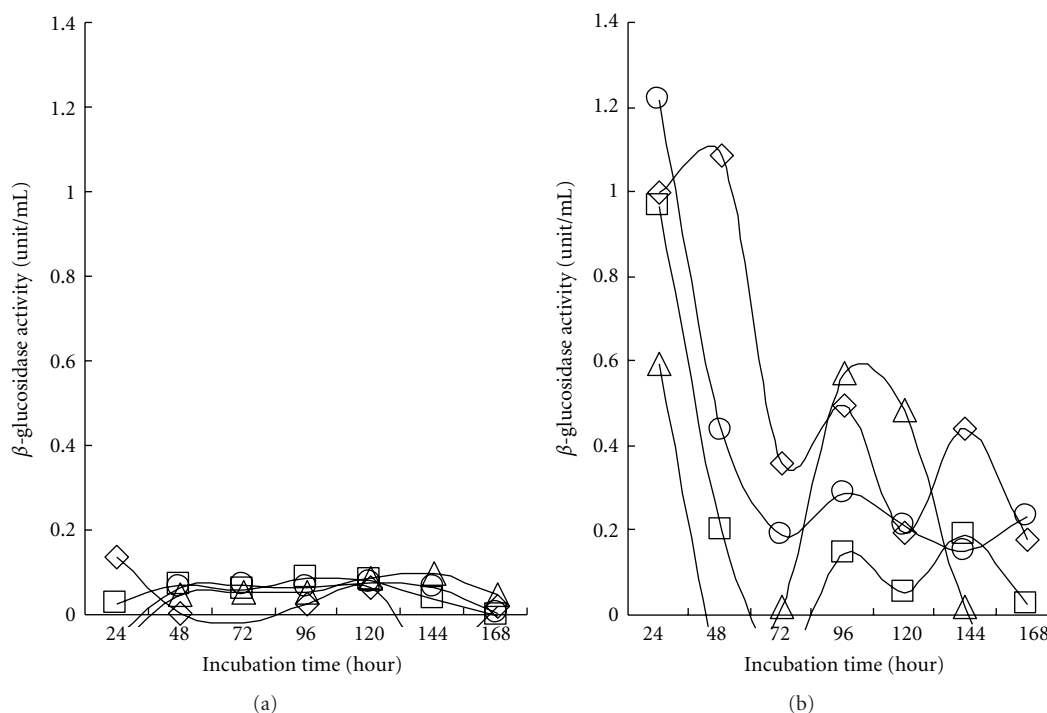 1.4
1.2
1
0.8
0.6
0.4
0.2
0
β-glucosidase activity (unit/mL)
24 48 72 96 120 144 168
Incubation time (hour)
(a)
1.4
1.2
1
0.8
0.6
0.4
0.2
0
β-glucosidase activity (unit/mL)
24 48 72 96 120 144 168
Incubation time (hour)
(b)